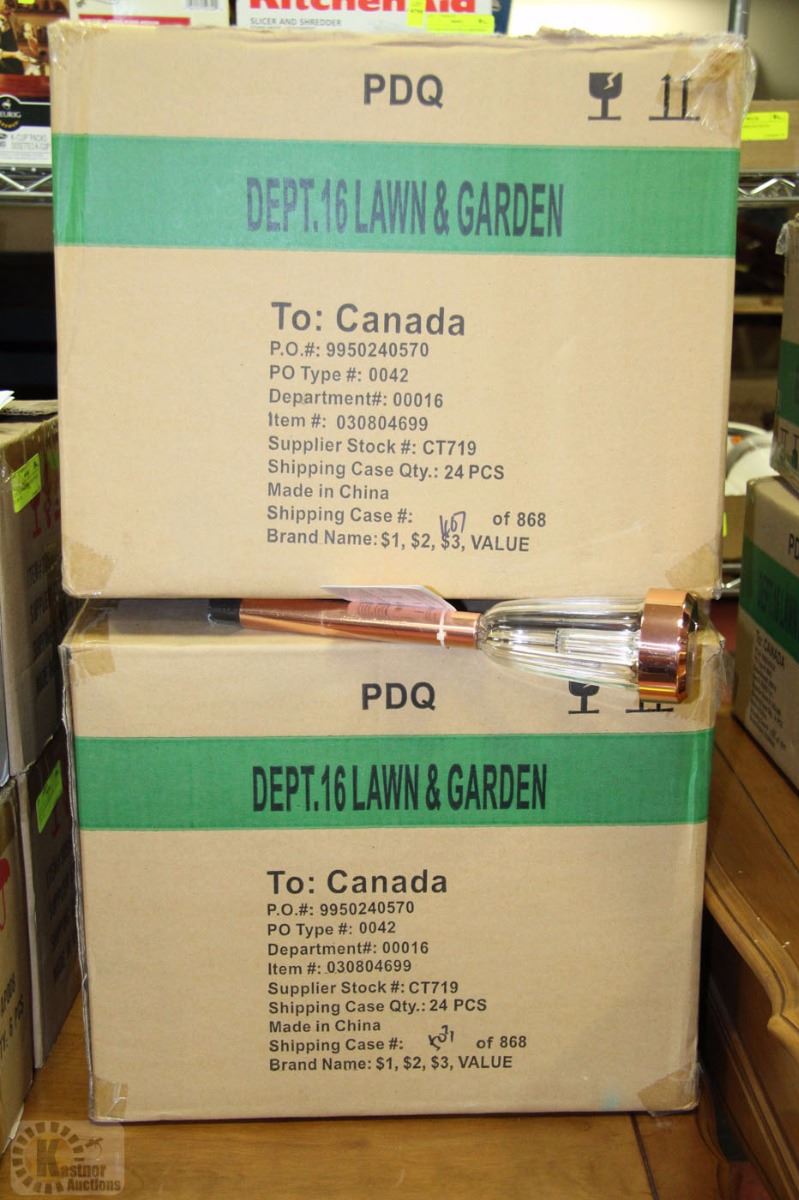 KitchenAid
SLICER AND SHREDDER
PDQ
DEPT.16 LAWN & GARDEN
To: Canada
P.O.#: 9950240570
PO Type #: 0042
Department#: 00016
Item #: 030804699
Supplier Stock #: CT719
Shipping Case Qty.: 24 PCS
Made in China
Shipping Case #: of 868
Brand Name: $1, $2, $3, VALUE
PDQ
DEPT.16 LAWN & GARDEN
To: Canada
P.O.#: 9950240570
PO Type #: 0042
Department#: 00016
Item #: 030804699
Supplier Stock #: CT719
Shipping Case Qty.: 24 PCS
Made in China
Shipping Case #: of 868
Brand Name: $1, $2, $3, VALUE
Kastner
Auctions